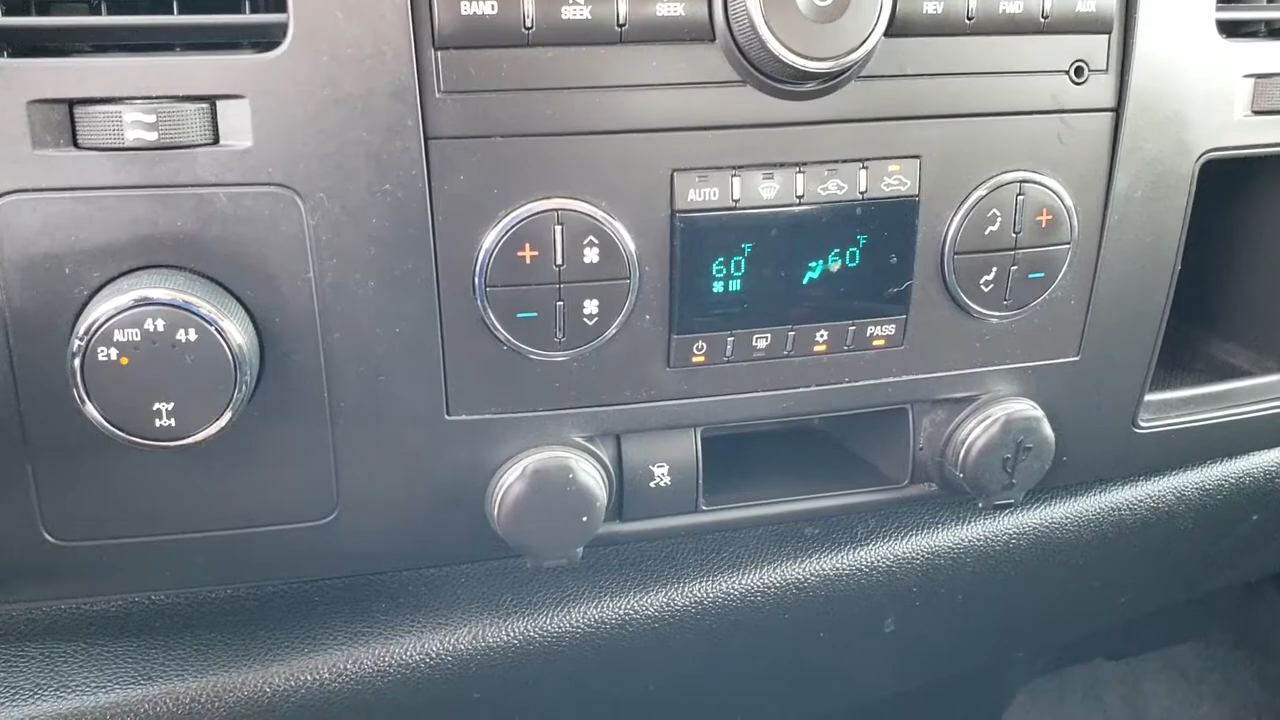 BAND
SEEK
SEEK
REV
FWD
AUX
AUTO
60°F
60°F
PASS
AUTO
4
4
2